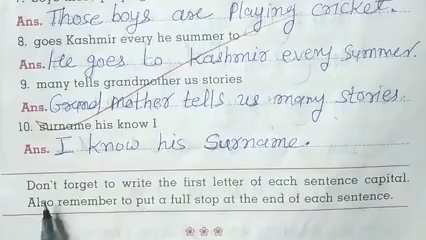 Ans. Those boys are playing cricket.
8. goes Kashmir every he summer to
Ans. He goes to Kashmir every summer.
9. many tells grandmother us stories
Ans. Grand mother tells us many stories.
10. Surname his know I
Ans. I know his Surname.
Don't forget to write the first letter of each sentence capital.
Also remember to put a full stop at the end of each sentence.